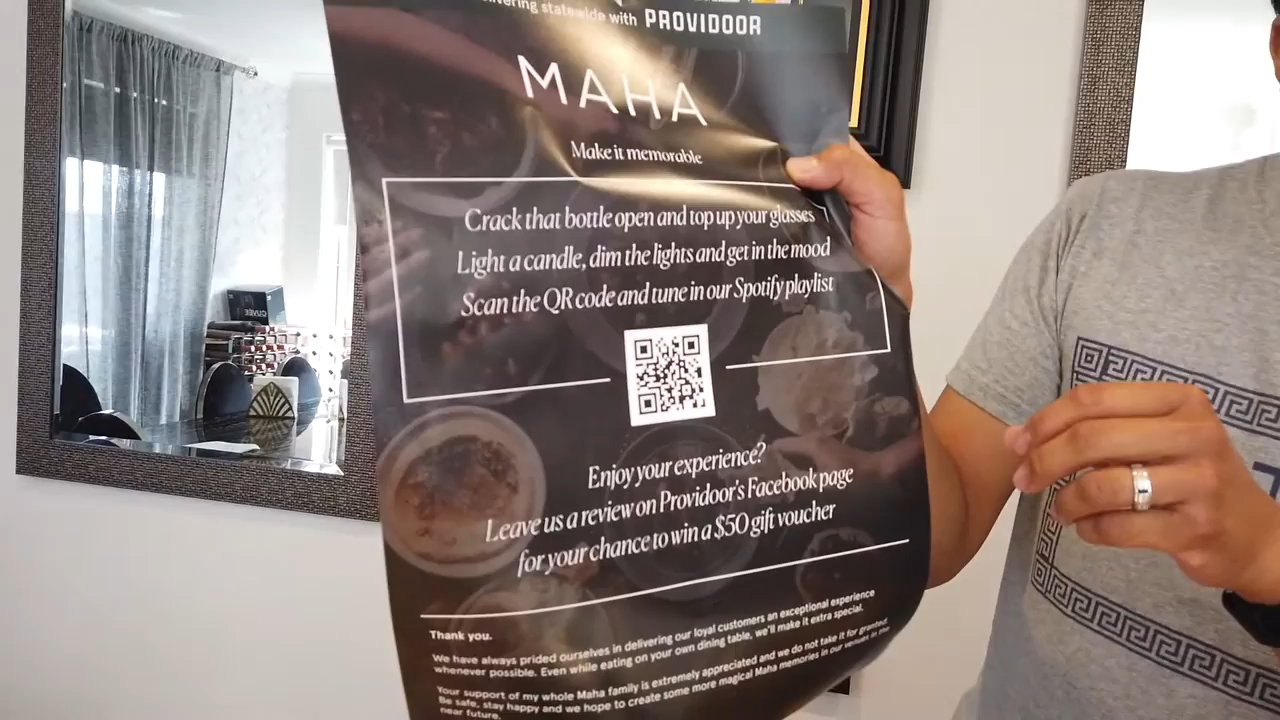 statewide with PROVIDOOR
MAHA
Make it memorable
Crack that bottle open and top up your glasses
Light a candle, dim the lights and get in the mood
Scan the QR code and tune in our Spotify playlist
Enjoy your experience?
Leave us a review on Providoor's Facebook page
for your chance to win a $50 gift voucher
Thank you.
We have always prided ourselves in delivering our loyal customers an exceptional experience
whenever possible. Even while eating on your own dining table, we'll make it extra special.
Your support of my whole Maha family is extremely appreciated and we do not take it for granted.
Be safe, stay happy and we hope to create some more magical Maha memories in our venues in the
near future.
CUVEE